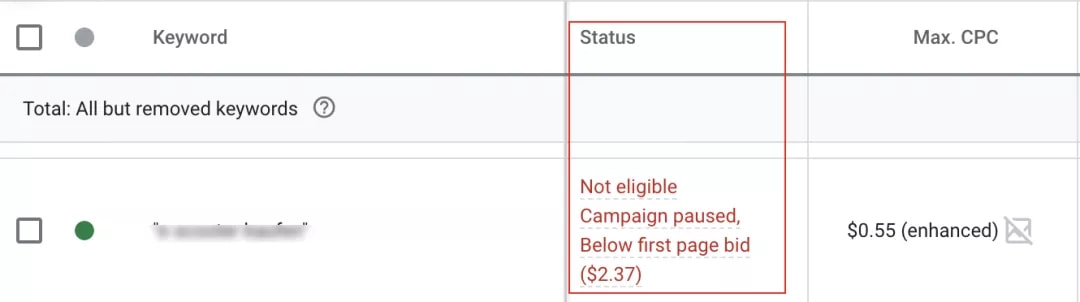 Keyword Status Max. CPC
Total: All but removed keywords ?
Not eligible
Campaign paused,
Below first page bid
($2.37)
$0.55 (enhanced)